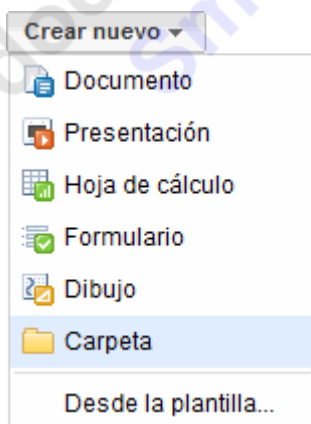 Crear nuevo
Documento
Presentación
Hoja de cálculo
Formulario
Dibujo
Carpeta
Desde la plantilla...